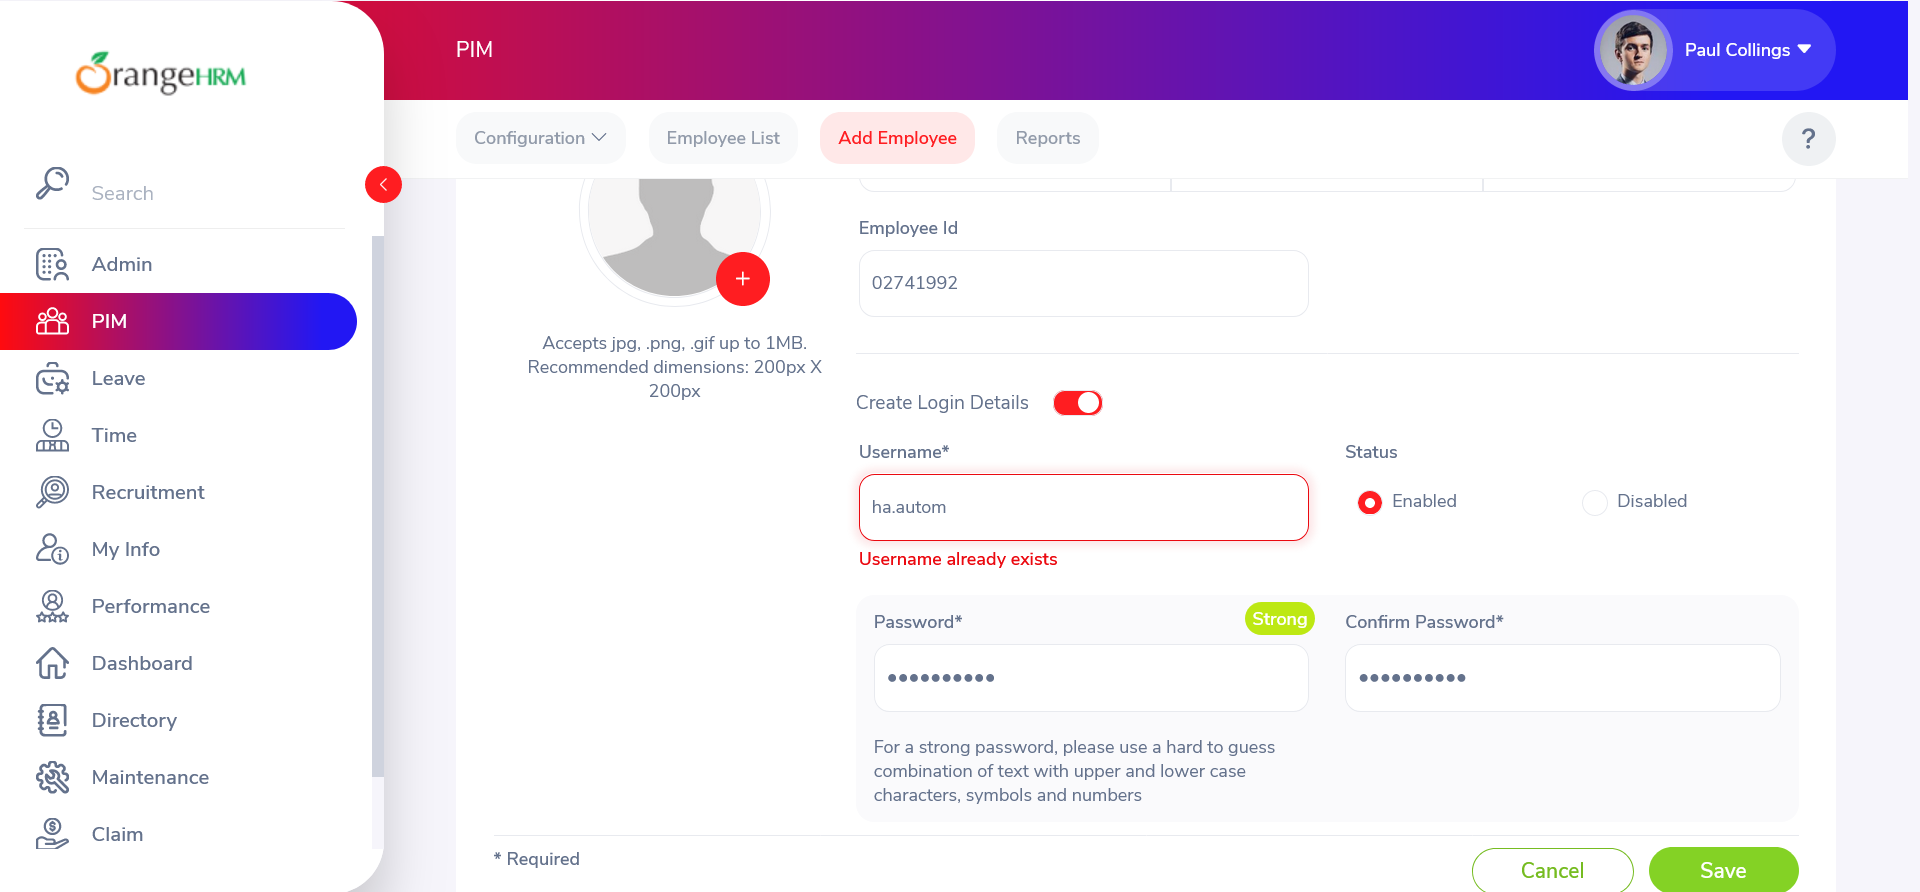 OrangeHRM
Search
Admin
PIM
Leave
Time
Recruitment
My Info
Performance
Dashboard
Directory
Maintenance
Claim
PIM
Paul Collings
Configuration
Employee List
Add Employee
Reports
?
+
Accepts jpg, .png, .gif up to 1MB.
Recommended dimensions: 200px X
200px
Employee Id
02741992
Create Login Details
Username*
ha.autom
Username already exists
Status
Enabled
Disabled
Password*
Strong
••••••••••
Confirm Password*
••••••••••
For a strong password, please use a hard to guess
combination of text with upper and lower case
characters, symbols and numbers
* Required
Cancel
Save